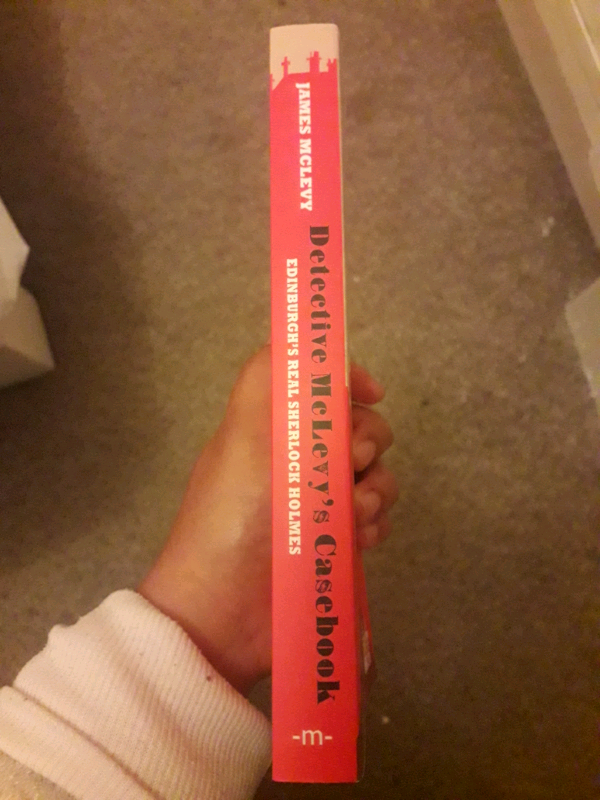 JAMES MCLEVY
Detective McLevy's Casebook
EDINBURGH'S REAL SHERLOCK HOLMES
-m-